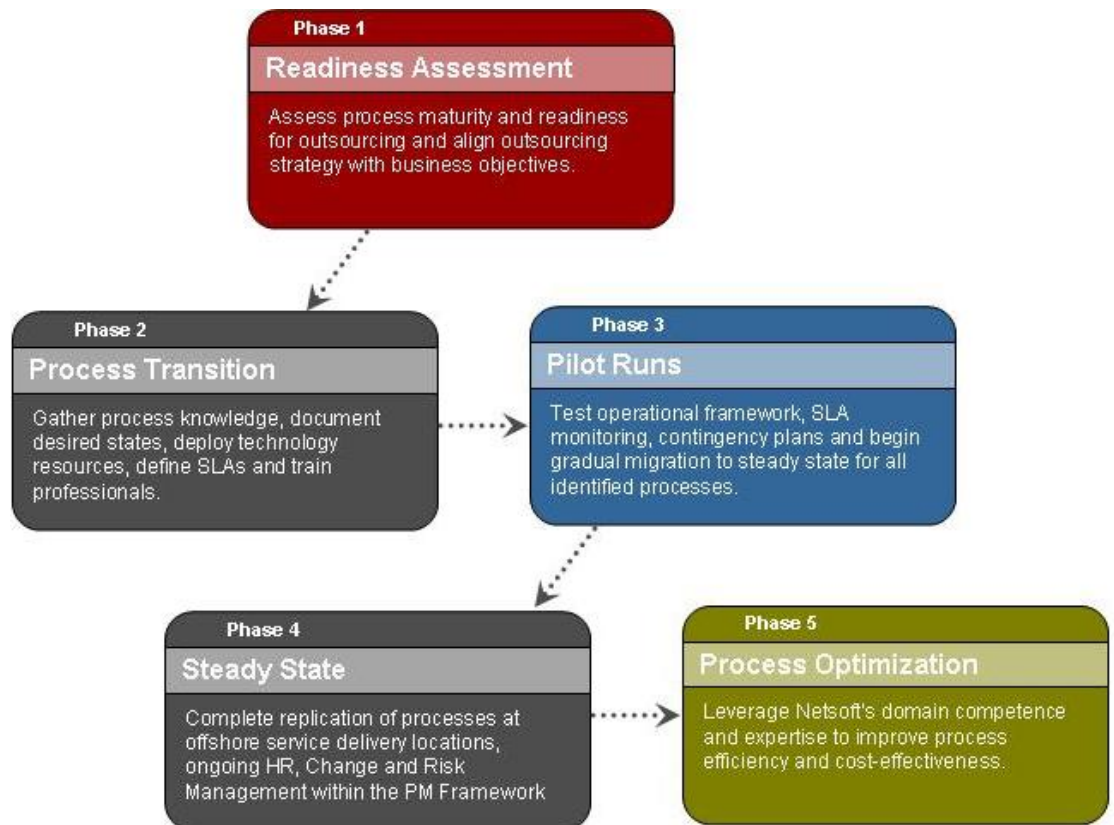 Phase 1
Readiness Assessment
Assess process maturity and readiness
for outsourcing and align outsourcing
strategy with business objectives.
Phase 2
Process Transition
Gather process knowledge, document
desired states, deploy technology
resources, define SLAs and train
professionals.
Phase 3
Pilot Runs
Test operational framework, SLA
monitoring, contingency plans and begin
gradual migration to steady state for all
identified processes.
Phase 4
Steady State
Complete replication of processes at
offshore service delivery locations,
ongoing HR, Change and Risk
Management within the PM Framework
Phase 5
Process Optimization
Leverage Netsoft's domain competence
and expertise to improve process
efficiency and cost-effectiveness.